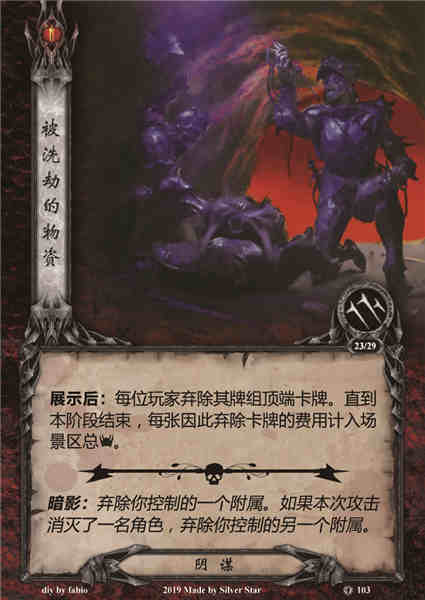 被洗劫的物資
23/29
展示后：每位玩家弃除其牌组顶端卡牌。直到
本阶段结束，每张因此弃除卡牌的费用计入场
景区总。
暗影：弃除你控制的一个附属。如果本次攻击
消灭了一名角色，弃除你控制的另一个附属。
阴谋
diy by fabio
2019 Made by Silver Star
103